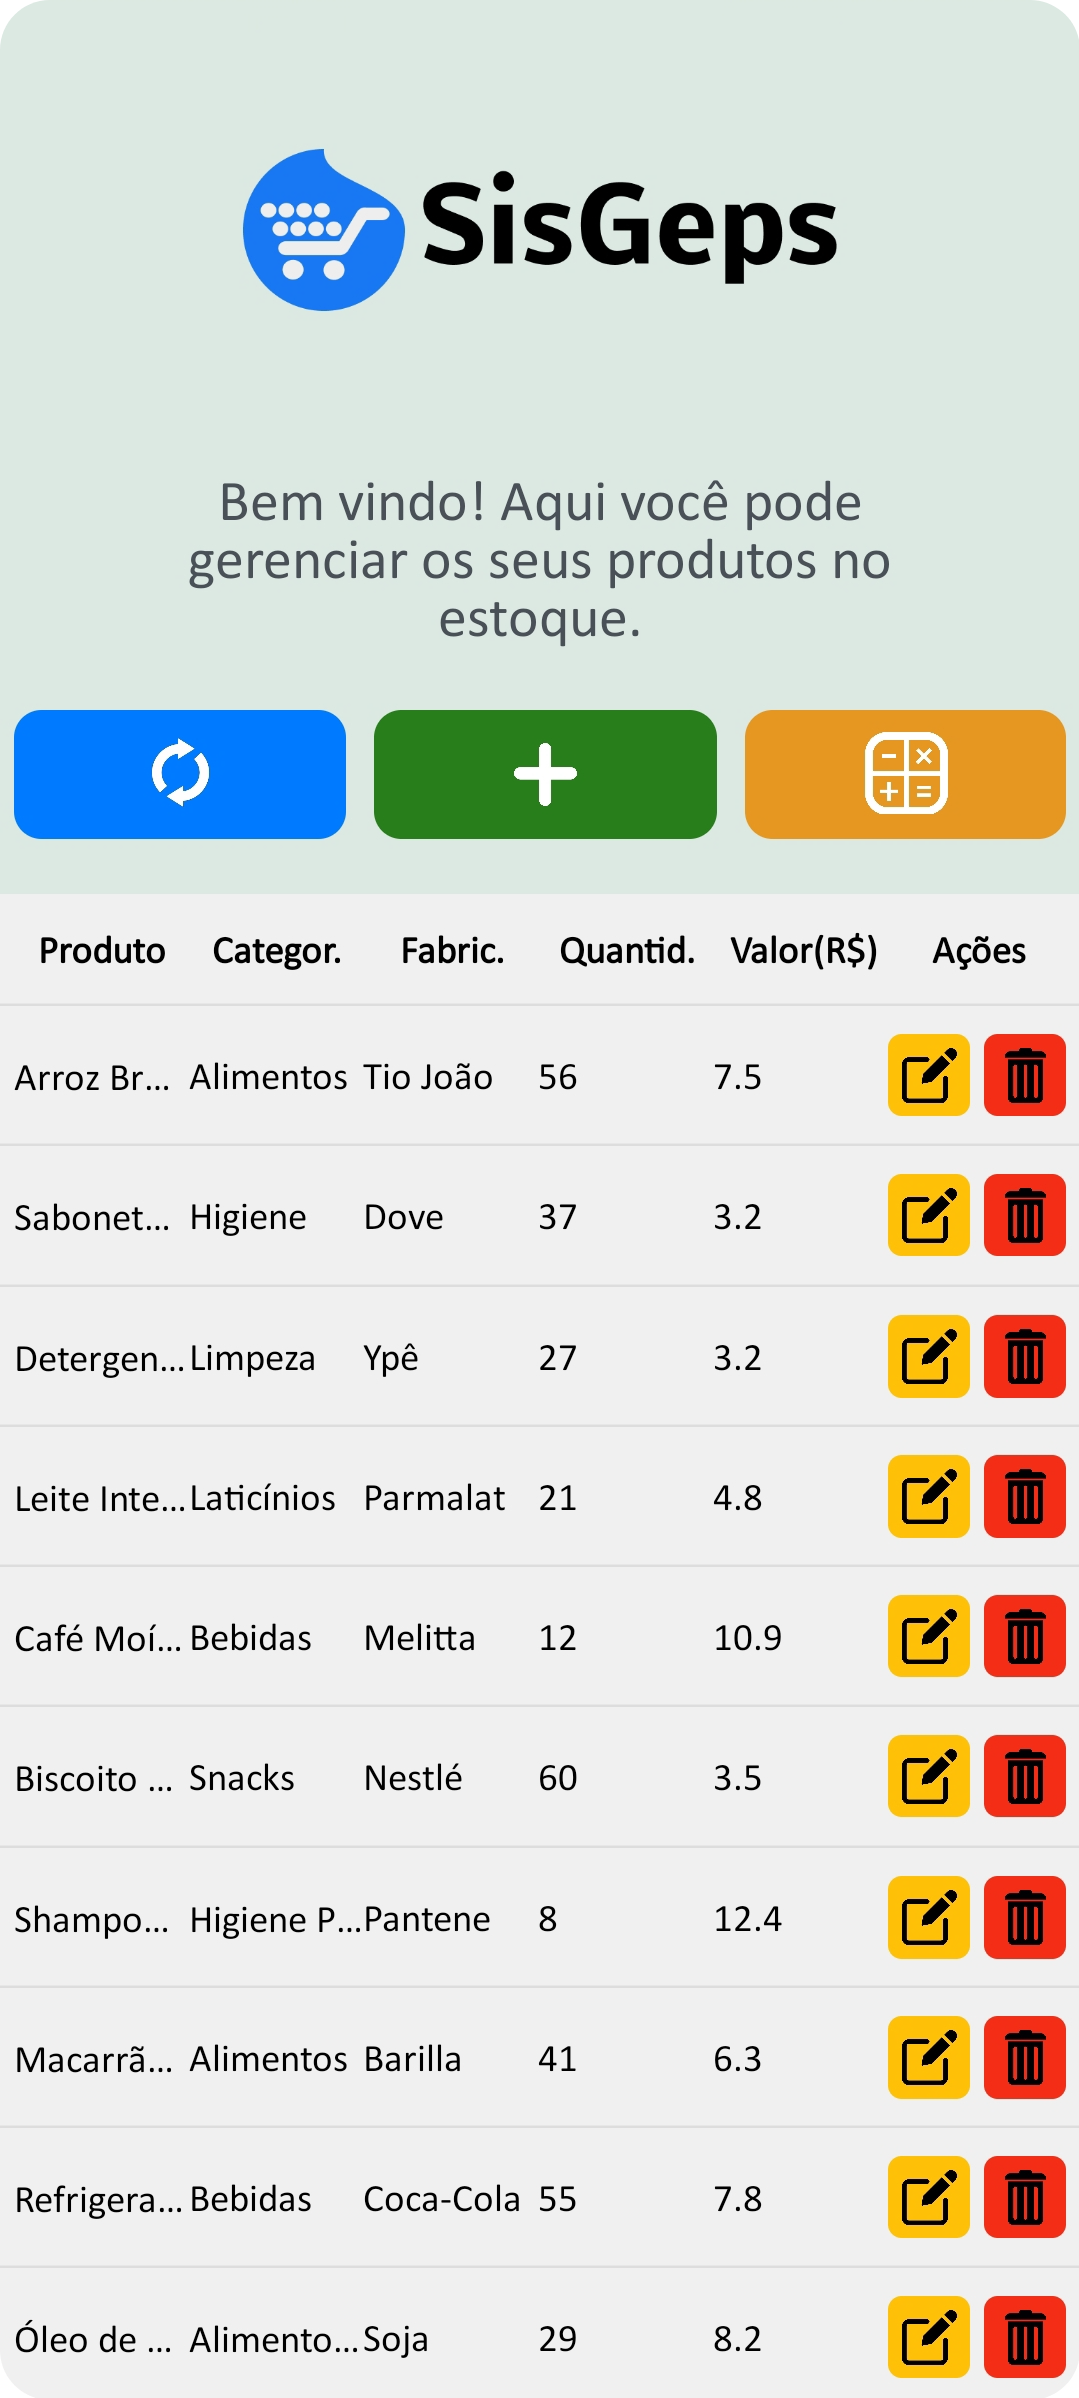 SisGeps
Bem vindo! Aqui você pode
gerenciar os seus produtos no
estoque.
Produto Categor. Fabric. Quantid. Valor(R$) Ações
Arroz Br... Alimentos Tio João 56 7.5
Sabonet... Higiene Dove 37 3.2
Detergen... Limpeza Ypê 27 3.2
Leite Inte... Laticínios Parmalat 21 4.8
Café Moí... Bebidas Melitta 12 10.9
Biscoito ... Snacks Nestlé 60 3.5
Shampo... Higiene P... Pantene 8 12.4
Macarrã... Alimentos Barilla 41 6.3
Refrigera... Bebidas Coca-Cola 55 7.8
Óleo de ... Alimento... Soja 29 8.2